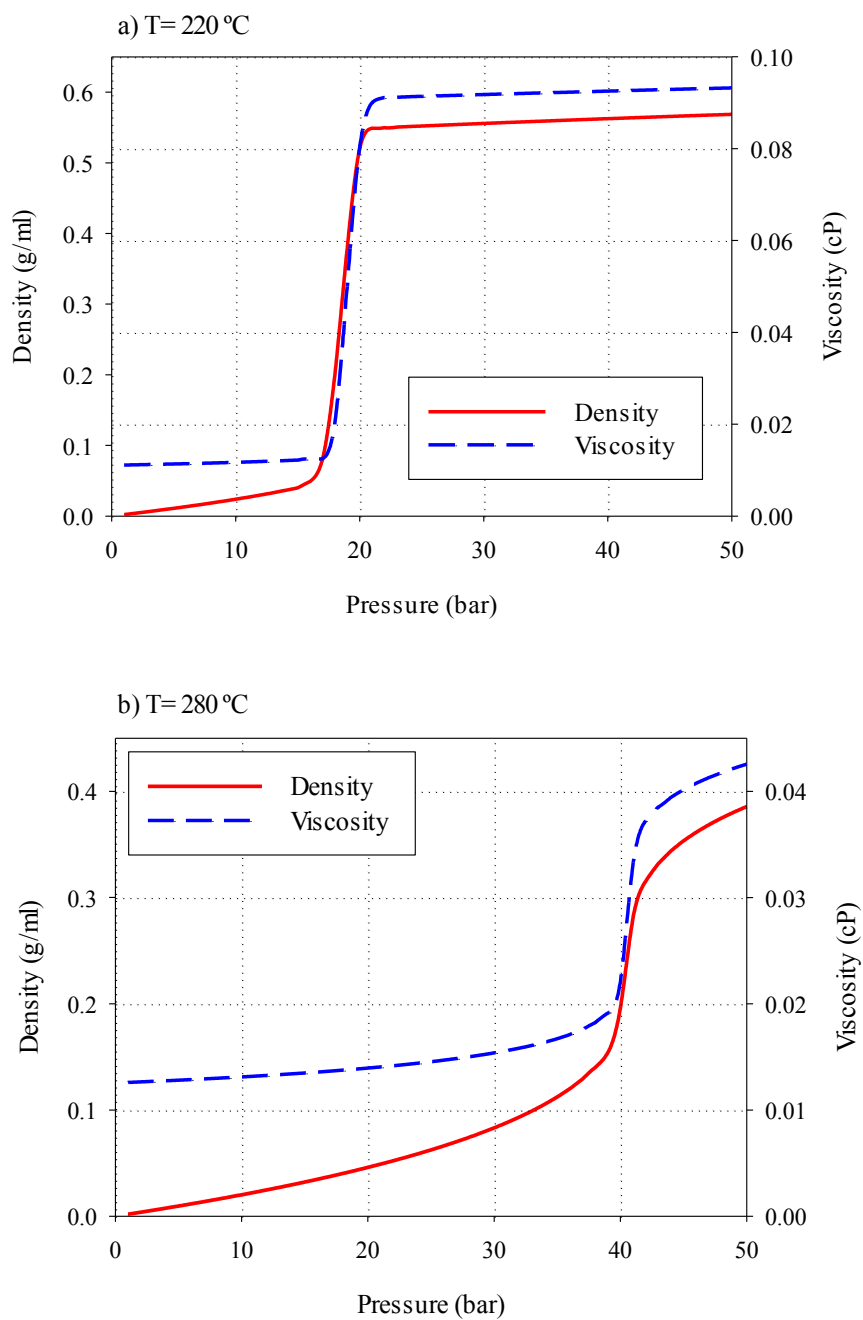 a) T= 220 ºC
0.6
0.5
0.4
0.3
0.2
0.1
0.0
Density (g/ml)
0.10
0.08
0.06
0.04
0.02
0.00
Viscosity (cP)
Density
Viscosity
0 10 20 30 40 50
Pressure (bar)
b) T= 280 ºC
Density
Viscosity
0.4
0.3
0.2
0.1
0.0
Density (g/ml)
0.04
0.03
0.02
0.01
0.00
Viscosity (cP)
0 10 20 30 40 50
Pressure (bar)